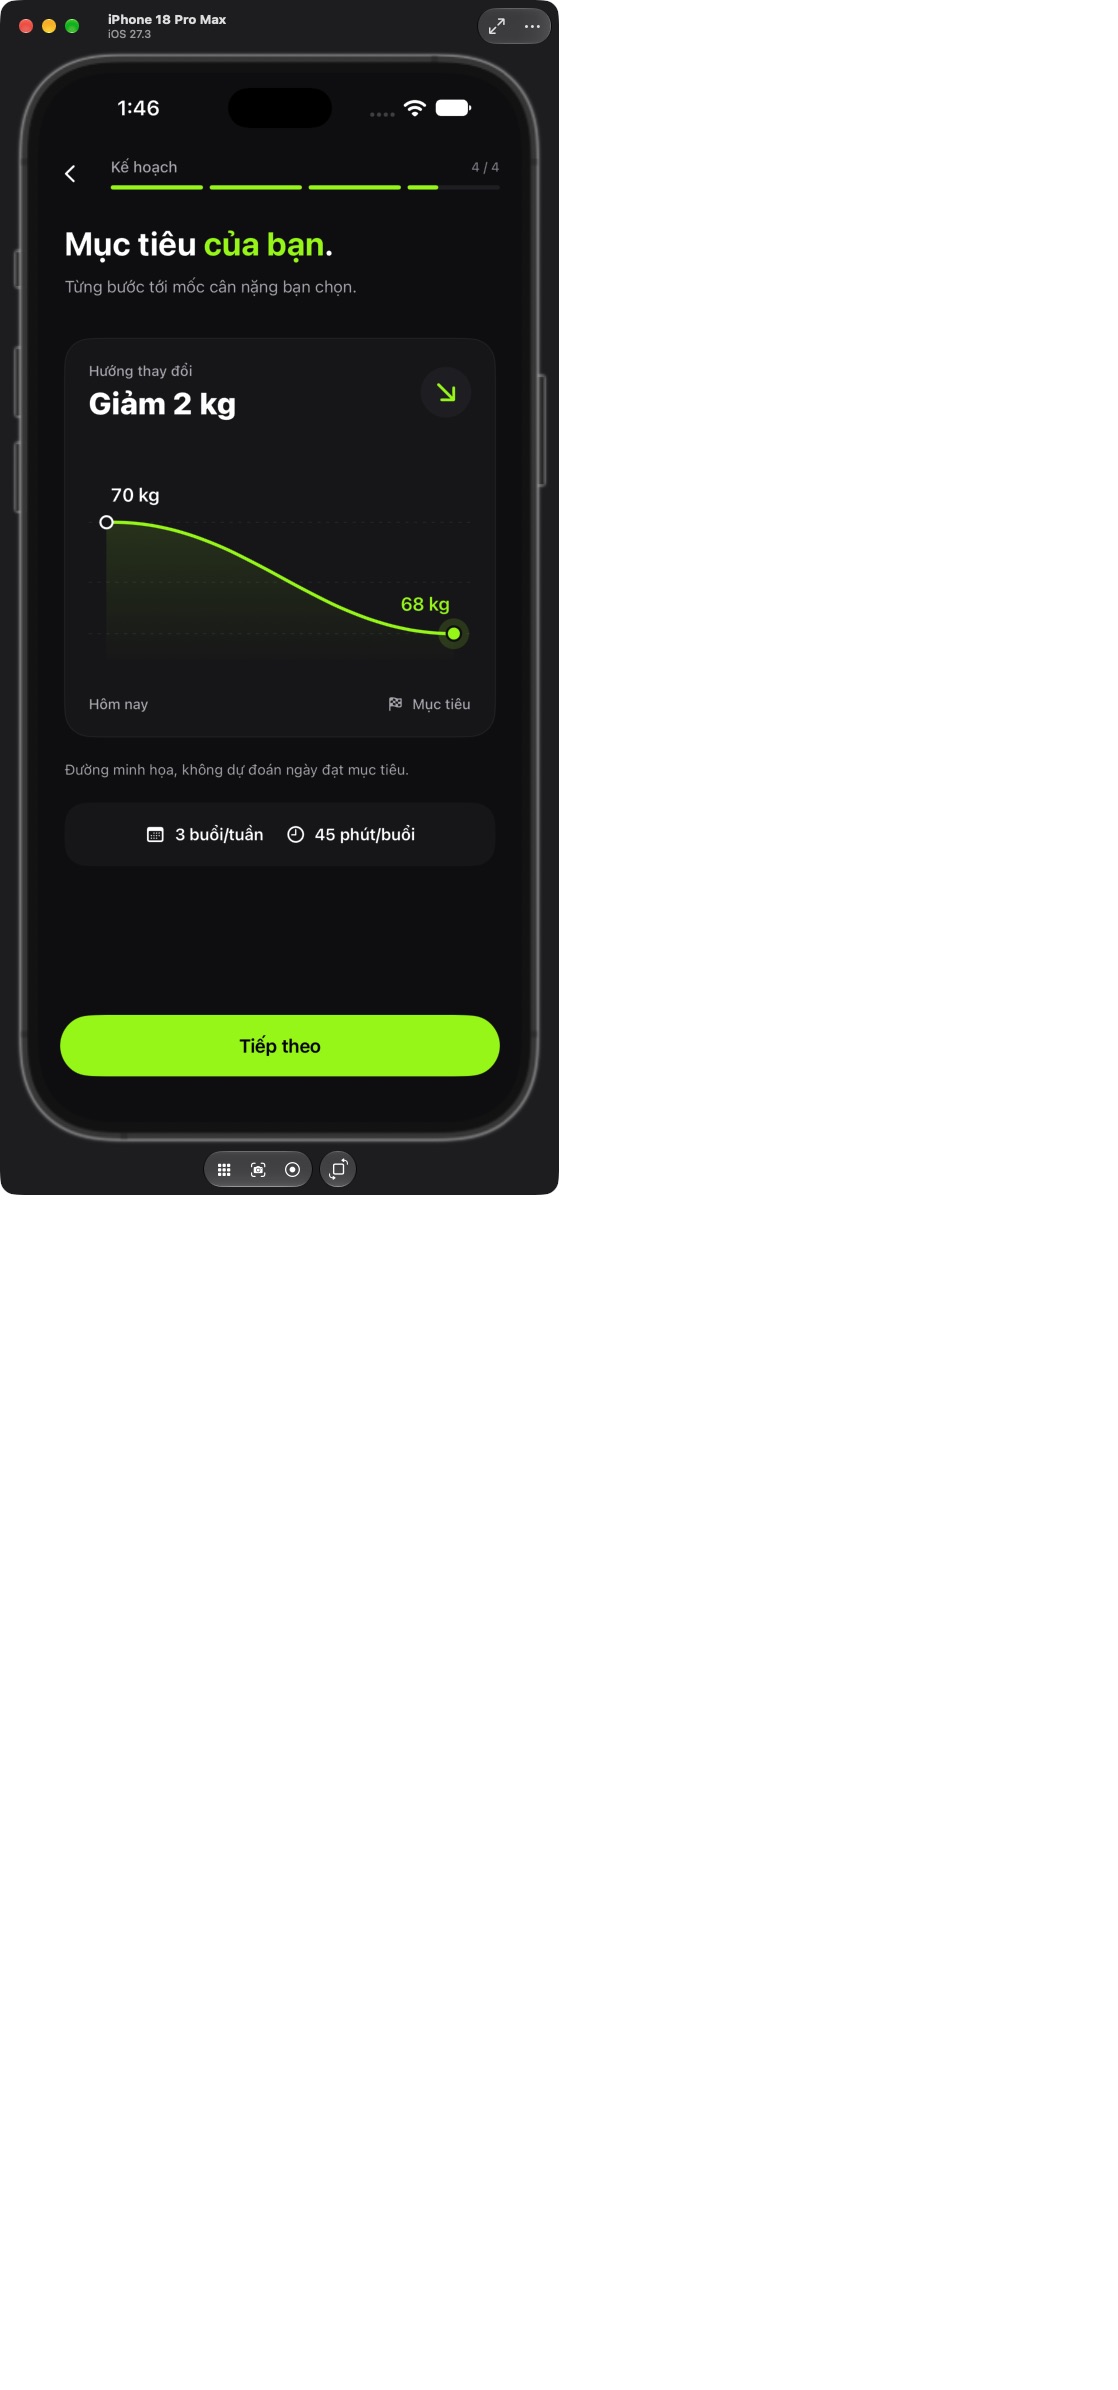 iPhone 18 Pro Max
iOS 27.3
1:46
Kế hoạch
4 / 4
Mục tiêu của bạn.
Từng bước tới mốc cân nặng bạn chọn.
Hướng thay đổi
Giảm 2 kg
70 kg
68 kg
Hôm nay
Mục tiêu
Đường minh họa, không dự đoán ngày đạt mục tiêu.
3 buổi/tuần
45 phút/buổi
Tiếp theo